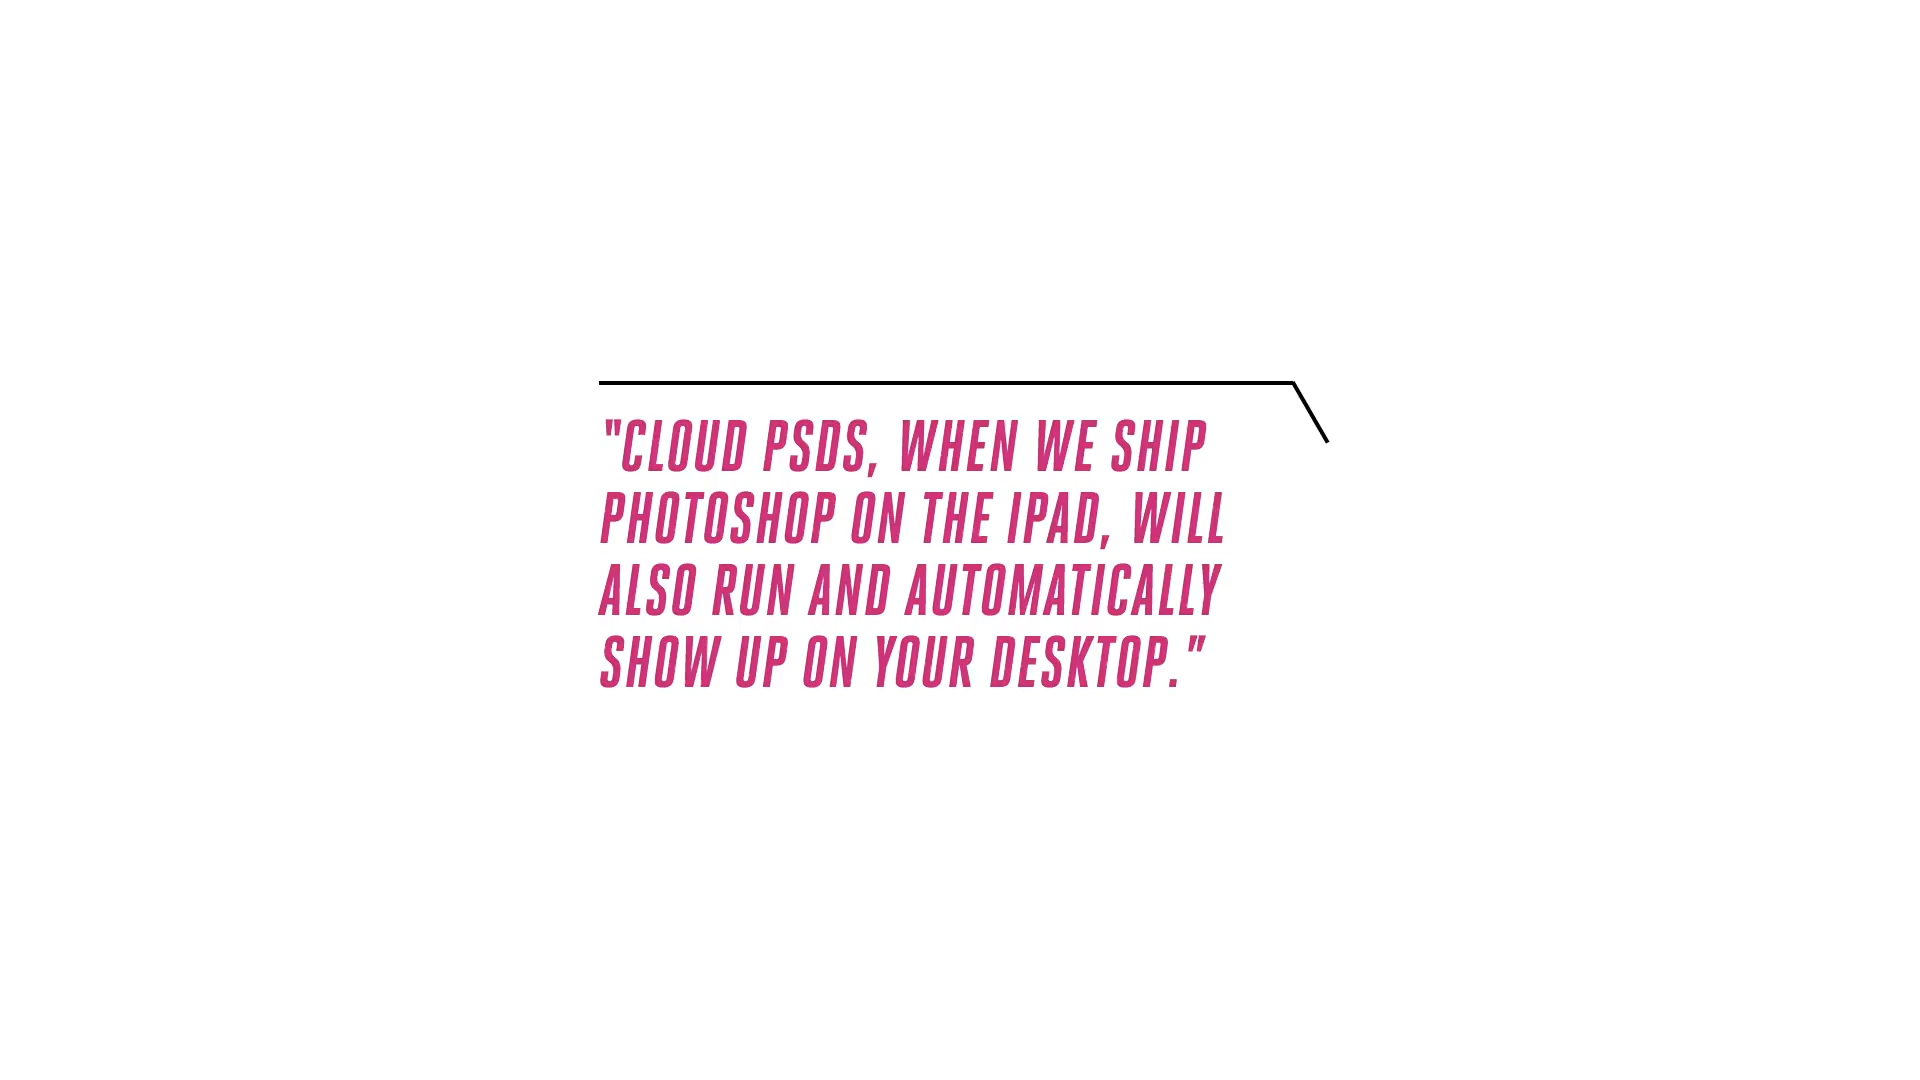 "CLOUD PSDS, WHEN WE SHIP
PHOTOSHOP ON THE IPAD, WILL
ALSO RUN AND AUTOMATICALLY
SHOW UP ON YOUR DESKTOP."